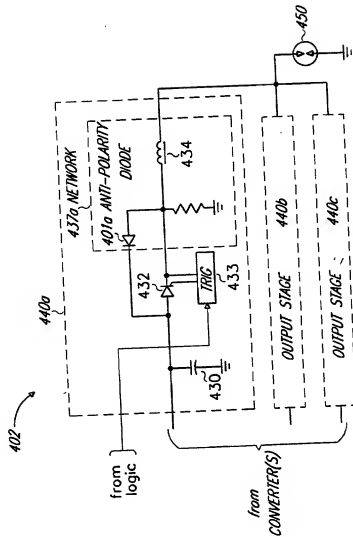 402
440a
437a NETWORK
401a ANTI-POLARITY
DIODE
432
434
TRIG
433
430
from
logic
from
CONVERTER(S)
OUTPUT STAGE 440b
OUTPUT STAGE 440c
450